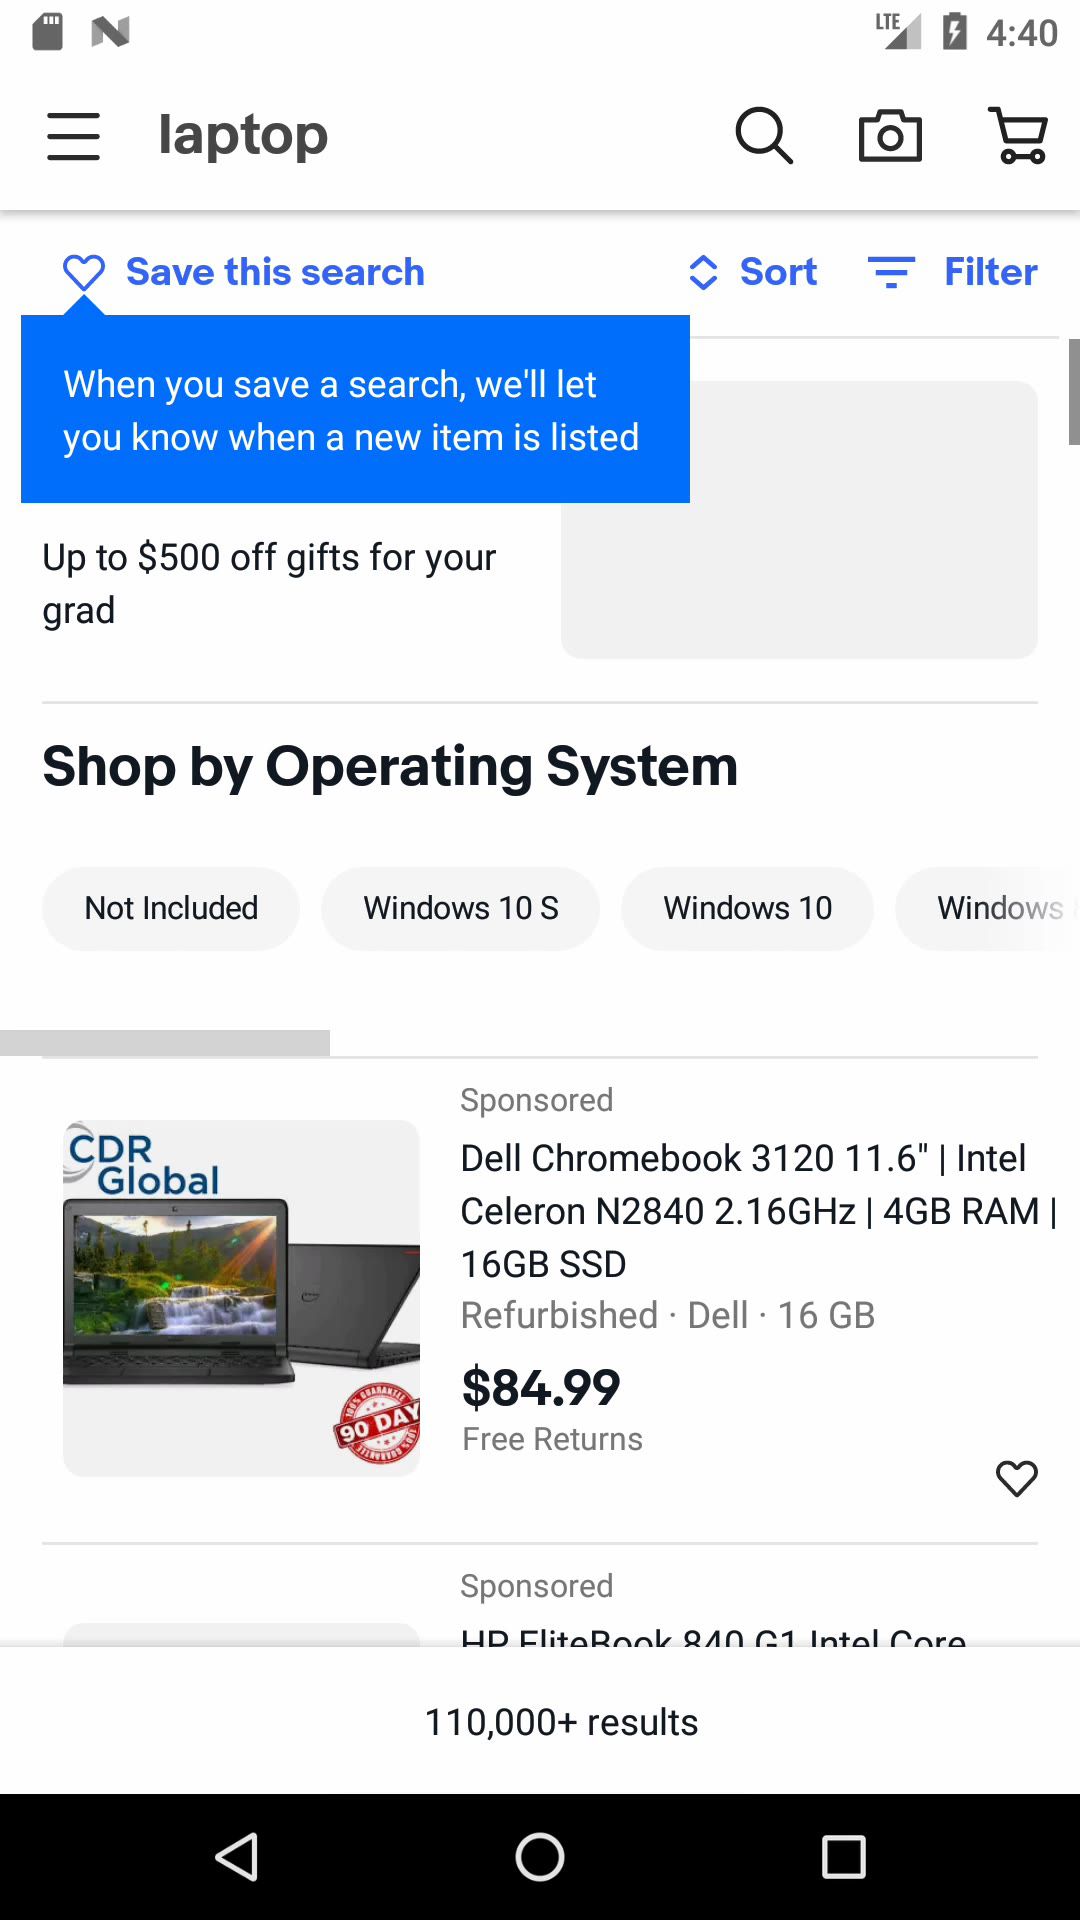 LTE 4:40
laptop
Save this search Sort Filter
When you save a search, we'll let
you know when a new item is listed
Up to $500 off gifts for your
grad
Shop by Operating System
Not Included Windows 10 S Windows 10 Windows
Sponsored
Dell Chromebook 3120 11.6" | Intel
Celeron N2840 2.16GHz | 4GB RAM |
16GB SSD
Refurbished · Dell · 16 GB
$84.99
Free Returns
CDR
Global
90 DAY
Sponsored
HP EliteBook 840 G1 Intel Core
110,000+ results